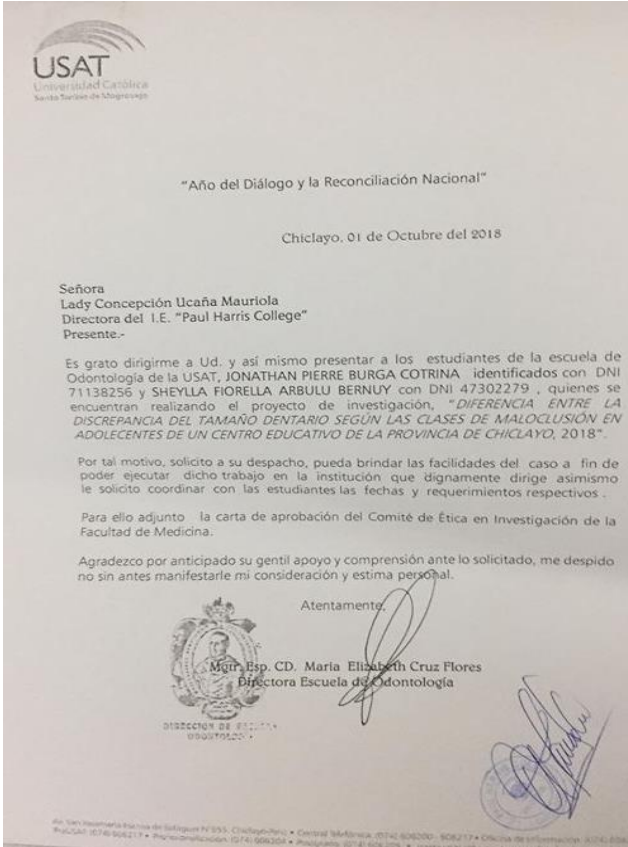 USAT
Universidad Católica
Santo Toribio de Mogrovejo
"Año del Diálogo y la Reconciliación Nacional"
Chiclayo, 01 de Octubre del 2018
Señora
Lady Concepción Ucaña Mauriola
Directora del I.E. "Paul Harris College"
Presente.-
Es grato dirigirme a Ud. y así mismo presentar a los estudiantes de la escuela de
Odontología de la USAT, JONATHAN PIERRE BURGA COTRINA identificados con DNI
71138256 y SHEYLLA FIORELLA ARBULU BERNUY con DNI 47302279 , quienes se
encuentran realizando el proyecto de investigación, "DIFERENCIA ENTRE LA
DISCREPANCIA DEL TAMAÑO DENTARIO SEGÚN LAS CLASES DE MALOCLUSIÓN EN
ADOLECENTES DE UN CENTRO EDUCATIVO DE LA PROVINCIA DE CHICLAYO, 2018".
Por tal motivo, solicito a su despacho, pueda brindar las facilidades del caso a fin de
poder ejecutar dicho trabajo en la institución que dignamente dirige asimismo
le solicito coordinar con las estudiantes las fechas y requerimientos respectivos .
Para ello adjunto la carta de aprobación del Comité de Ética en Investigación de la
Facultad de Medicina.
Agradezco por anticipado su gentil apoyo y comprensión ante lo solicitado, me despido
no sin antes manifestarle mi consideración y estima personal.
Atentamente,
Mgtr. Esp. CD. María Elizabeth Cruz Flores
Directora Escuela de Odontología
DIRECCION DE